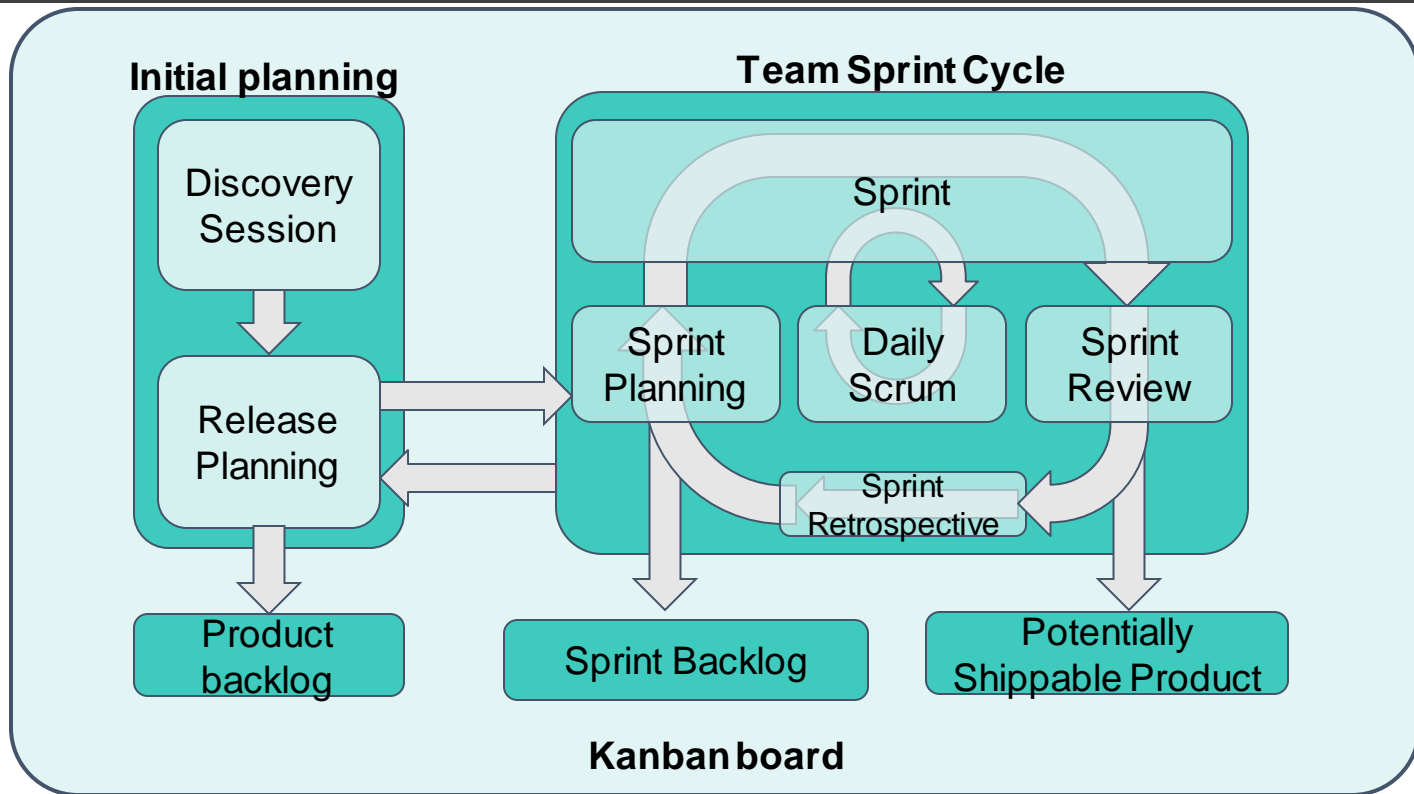 Initial planning
Team Sprint Cycle
Discovery
Session
Sprint
Sprint
Planning
Daily
Scrum
Sprint
Review
Release
Planning
Sprint
Retrospective
Product
backlog
Sprint Backlog
Potentially
Shippable Product
Kanban board